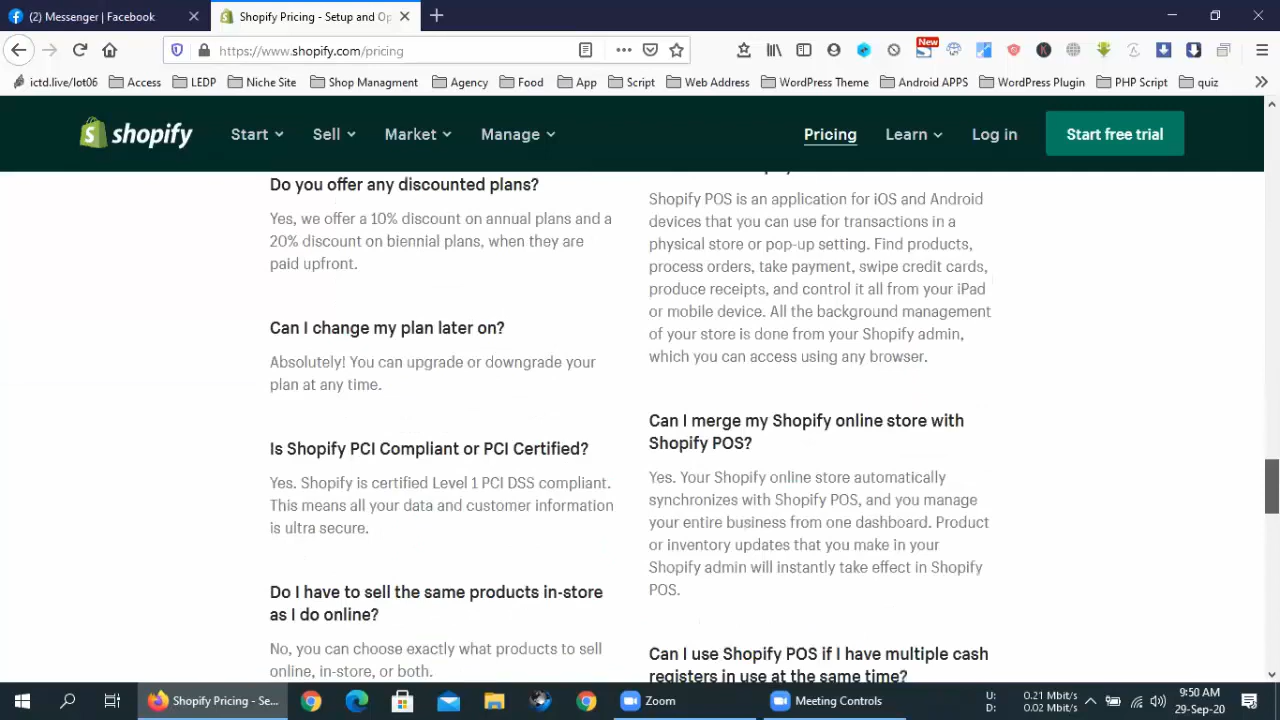 (2) Messenger | Facebook
Shopify Pricing - Setup and Op
https://www.shopify.com/pricing
New
ictd.live/lot06
Access
LEDP
Niche Site
Shop Managment
Agency
Food
App
Script
Web Address
WordPress Theme
Android APPS
WordPress Plugin
PHP Script
quiz
shopify
Start
Sell
Market
Manage
Pricing
Learn
Log in
Start free trial
Do you offer any discounted plans?
Yes, we offer a 10% discount on annual plans and a
20% discount on biennial plans, when they are
paid upfront.
Can I change my plan later on?
Absolutely! You can upgrade or downgrade your
plan at any time.
Is Shopify PCI Compliant or PCI Certified?
Yes. Shopify is certified Level 1 PCI DSS compliant.
This means all your data and customer information
is ultra secure.
Do I have to sell the same products in-store
as I do online?
No, you can choose exactly what products to sell
online, in-store, or both.
Shopify POS is an application for iOS and Android
devices that you can use for transactions in a
physical store or pop-up setting. Find products,
process orders, take payment, swipe credit cards,
produce receipts, and control it all from your iPad
or mobile device. All the background management
of your store is done from your Shopify admin,
which you can access using any browser.
Can I merge my Shopify online store with
Shopify POS?
Yes. Your Shopify online store automatically
synchronizes with Shopify POS, and you manage
your entire business from one dashboard. Product
or inventory updates that you make in your
Shopify admin will instantly take effect in Shopify
POS.
Can I use Shopify POS if I have multiple cash
registers in use at the same time?
Shopify Pricing - Se...
Zoom
Meeting Controls
U: 0.21 Mbit/s
D: 0.02 Mbit/s
9:50 AM
29-Sep-20